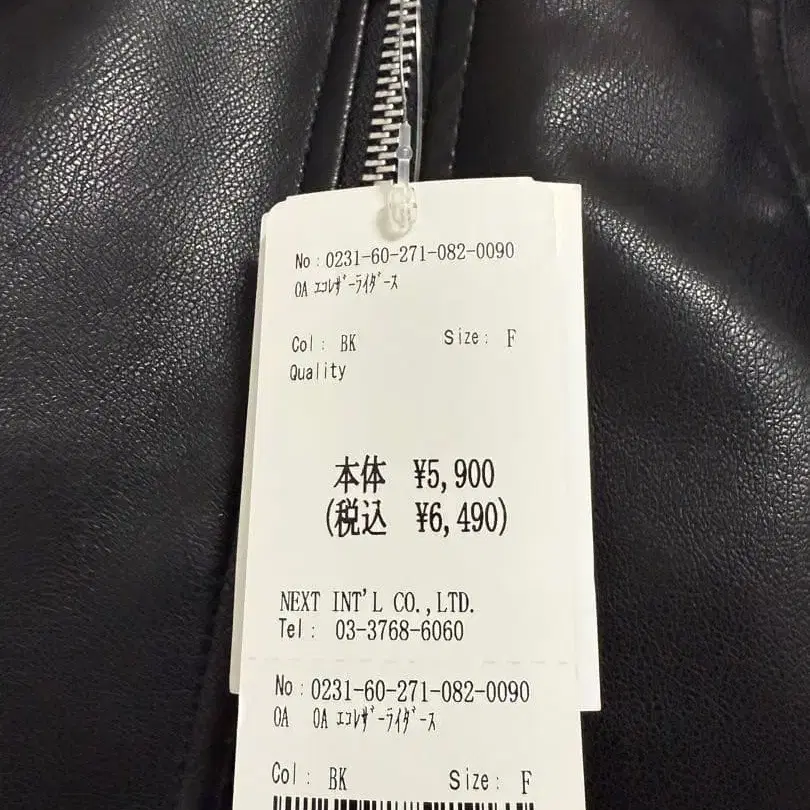 No : 0231-60-271-082-0090
OA ｴｺﾚｻﾞｰﾗｲﾀﾞｰｽ
Col : BK Size : F
Quality
本体 ¥5,900
(税込 ¥6,490)
NEXT INT'L CO.,LTD.
Tel : 03-3768-6060
No : 0231-60-271-082-0090
OA OA ｴｺﾚｻﾞｰﾗｲﾀﾞｰｽ
Col : BK Size : F